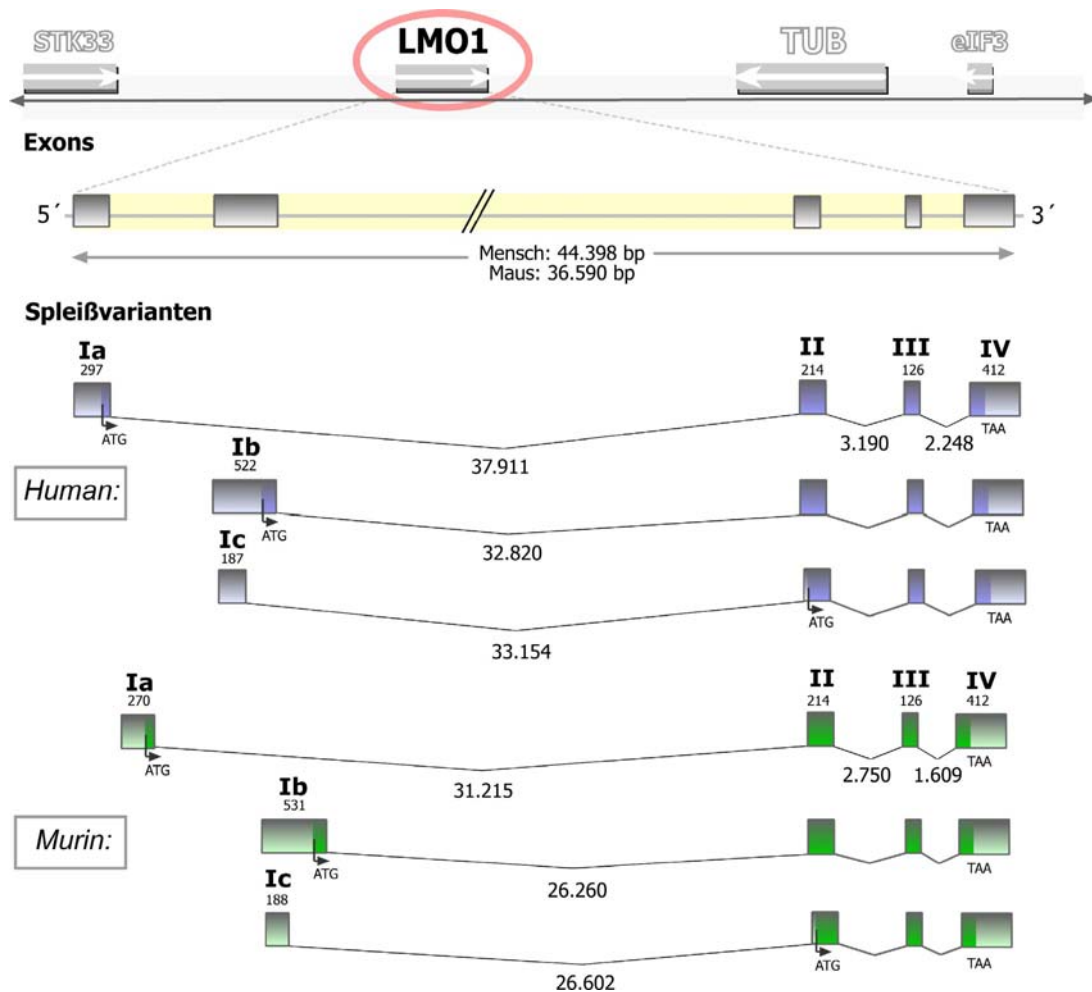 STK33 LMO1 TUB eIF3
Exons
5´ 3´
Mensch: 44.398 bp
Maus: 36.590 bp
Spleißvarianten
Ia II III IV
297 214 126 412
ATG TAA
37.911 3.190 2.248
Human:
Ib
522
ATG TAA
32.820
Ic
187
ATG TAA
33.154
Ia II III IV
270 214 126 412
ATG TAA
31.215 2.750 1.609
Murin:
Ib
531
ATG TAA
26.260
Ic
188
ATG TAA
26.602